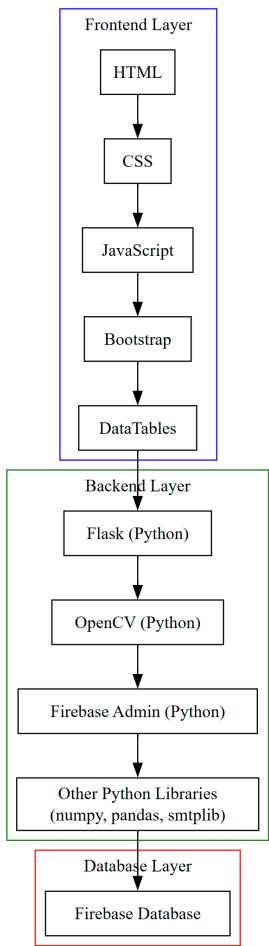 Frontend Layer
HTML
CSS
JavaScript
Bootstrap
DataTables
Backend Layer
Flask (Python)
OpenCV (Python)
Firebase Admin (Python)
Other Python Libraries
(numpy, pandas, smtplib)
Database Layer
Firebase Database